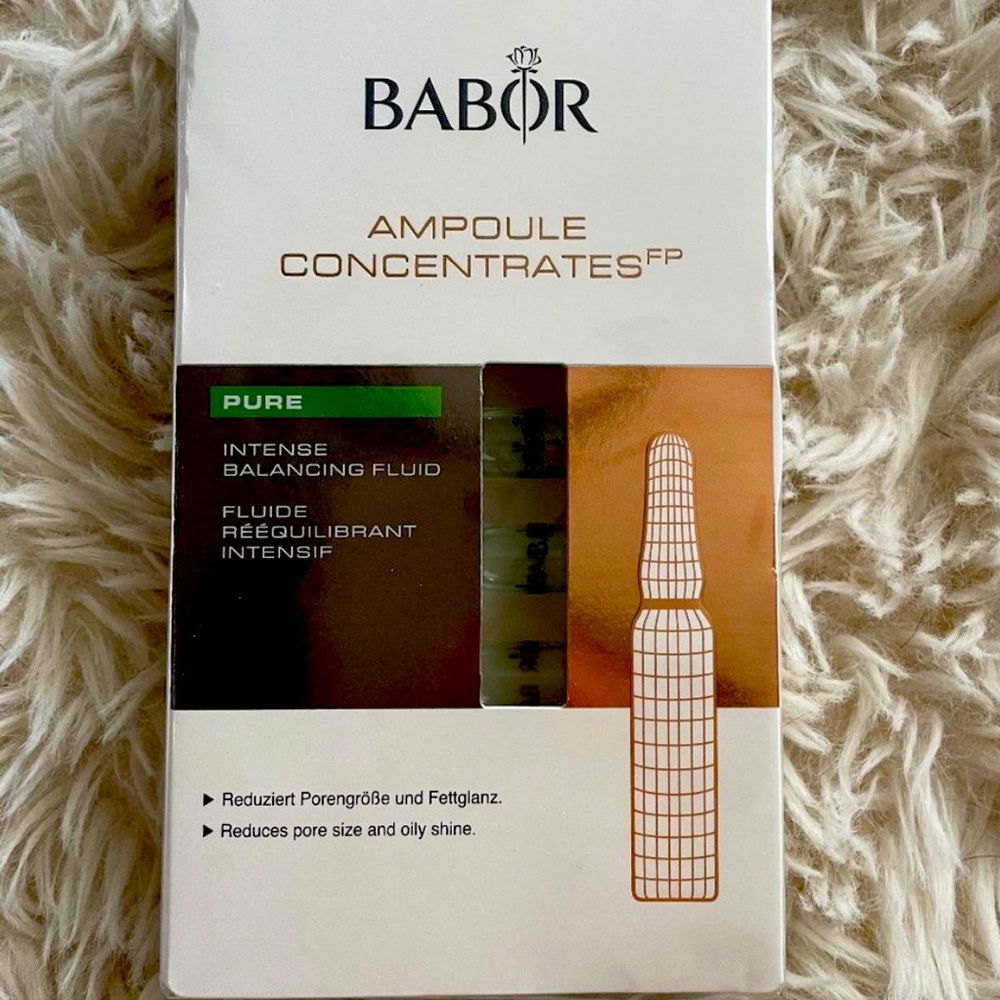 BABOR
AMPOULE
CONCENTRATESFP
PURE
INTENSE
BALANCING FLUID
FLUIDE
RÉÉQUILIBRANT
INTENSIF
▶ Reduziert Porengröße und Fettglanz.
▶ Reduces pore size and oily shine.